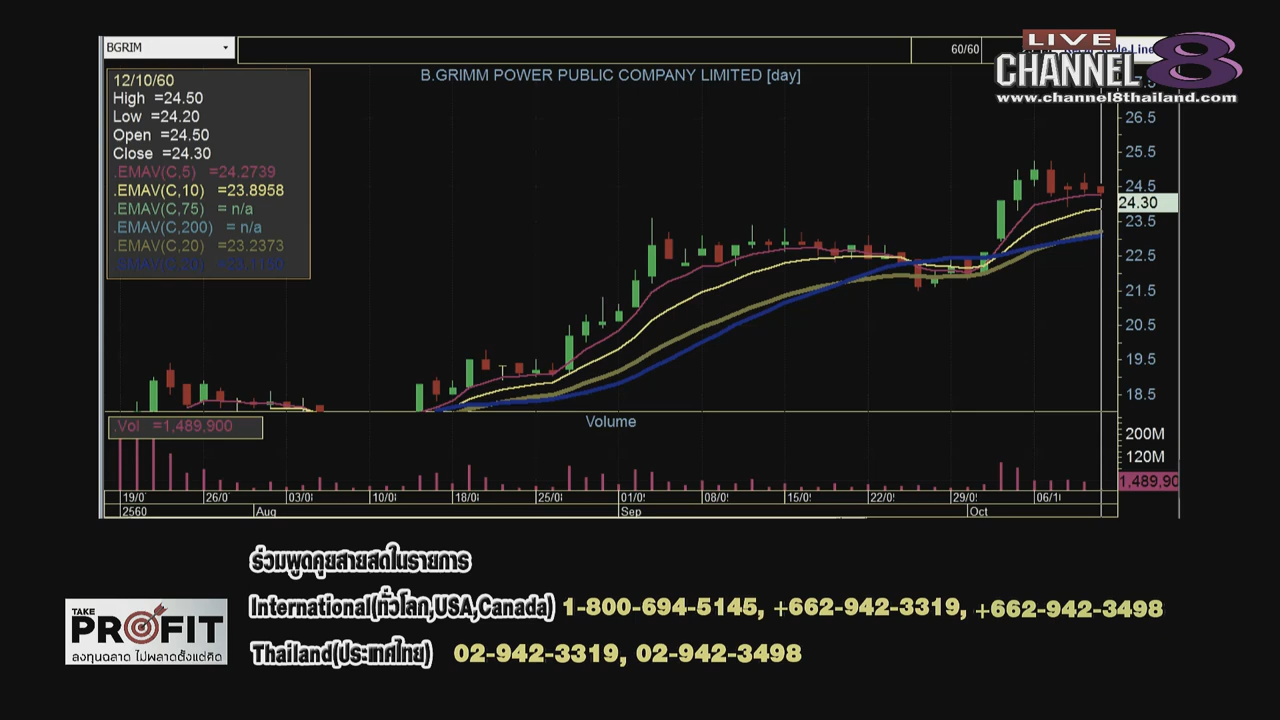 BGRIM
60/60
LIVE
CHANNEL 8
www.channel8thailand.com
B.GRIMM POWER PUBLIC COMPANY LIMITED [day]
12/10/60
High =24.50
Low =24.20
Open =24.50
Close =24.30
.EMAV(C,5) =24.2739
.EMAV(C,10) =23.8958
.EMAV(C,75) = n/a
.EMAV(C,200) = n/a
.EMAV(C,20) =23.2373
26.5
25.5
24.5
24.30
23.5
22.5
21.5
20.5
19.5
18.5
.Vol =1,489,900
Volume
200M
120M
1,489,90
19/0 26/0 03/0 10/0 18/0 25/0 01/0 08/0 15/0 22/0 29/0 06/1
2560 Aug Sep Oct
ร่วมพูดคุยสายสดในรายการ
International(ทั่วโลก,USA,Canada) 1-800-694-5145, +662-942-3319, +662-942-3498
Thailand(ประเทศไทย) 02-942-3319, 02-942-3498
TAKE
PROFIT
ลงทุนฉลาด ไม่พลาดตั้งแต่คิด